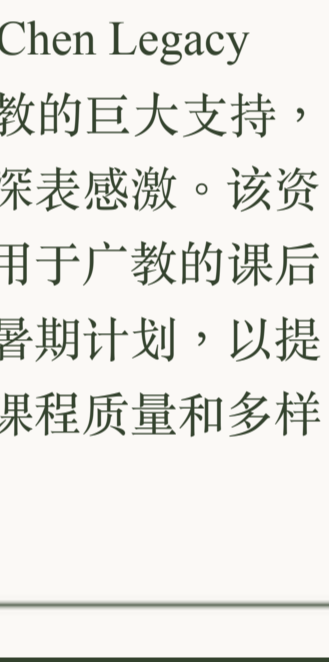 Chen Legacy
教的巨大支持，
深表感激。该资
用于广教的课后
暑期计划，以提
课程质量和多样